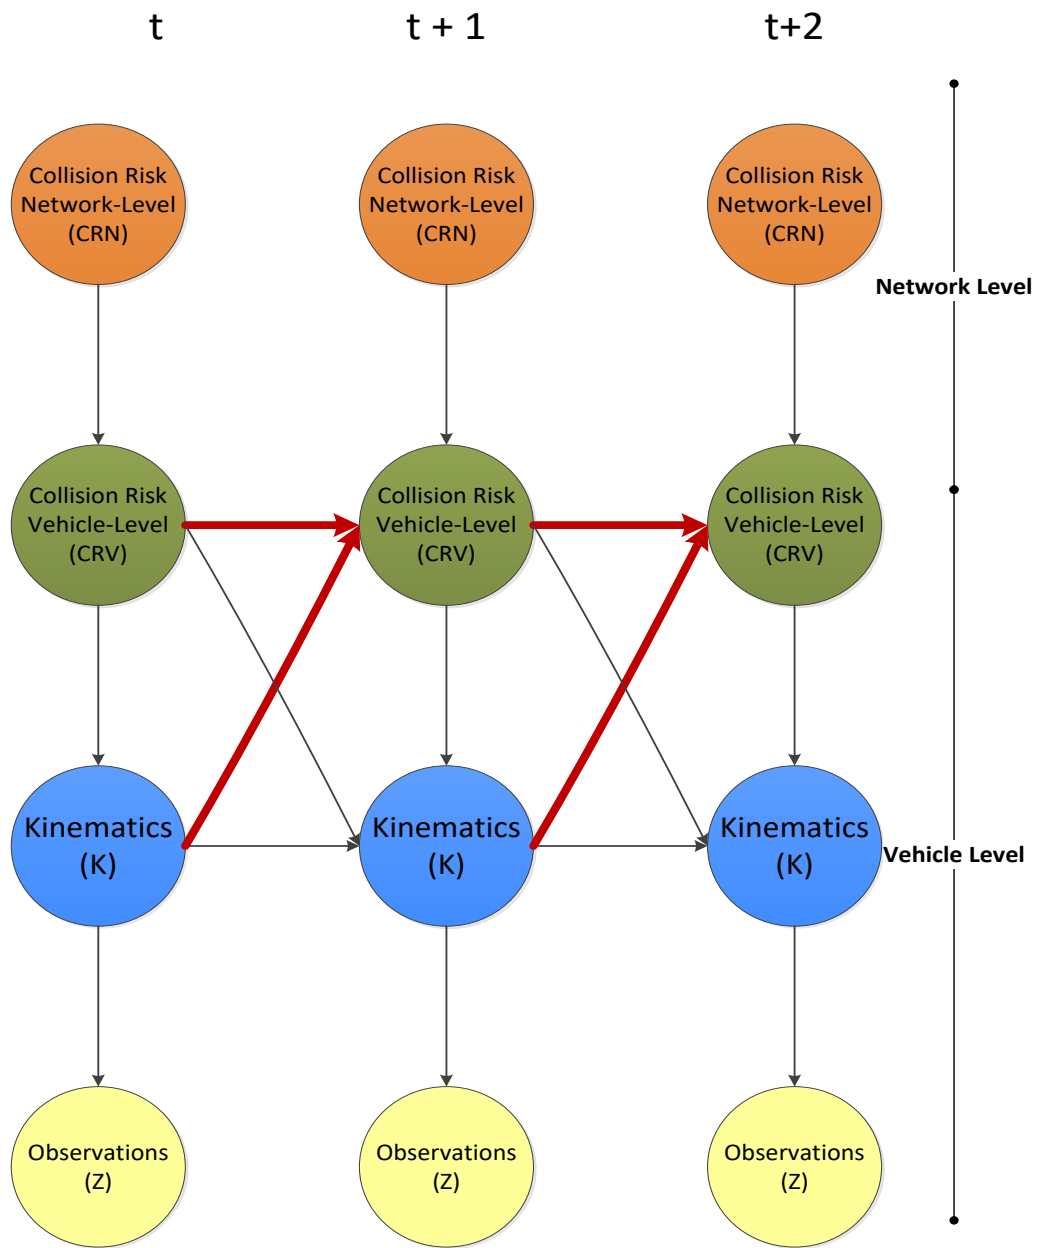 t
t + 1
t+2
Collision Risk
Network-Level
(CRN)
Collision Risk
Network-Level
(CRN)
Collision Risk
Network-Level
(CRN)
Network Level
Collision Risk
Vehicle-Level
(CRV)
Collision Risk
Vehicle-Level
(CRV)
Collision Risk
Vehicle-Level
(CRV)
Kinematics
(K)
Kinematics
(K)
Kinematics
(K)
Vehicle Level
Observations
(Z)
Observations
(Z)
Observations
(Z)